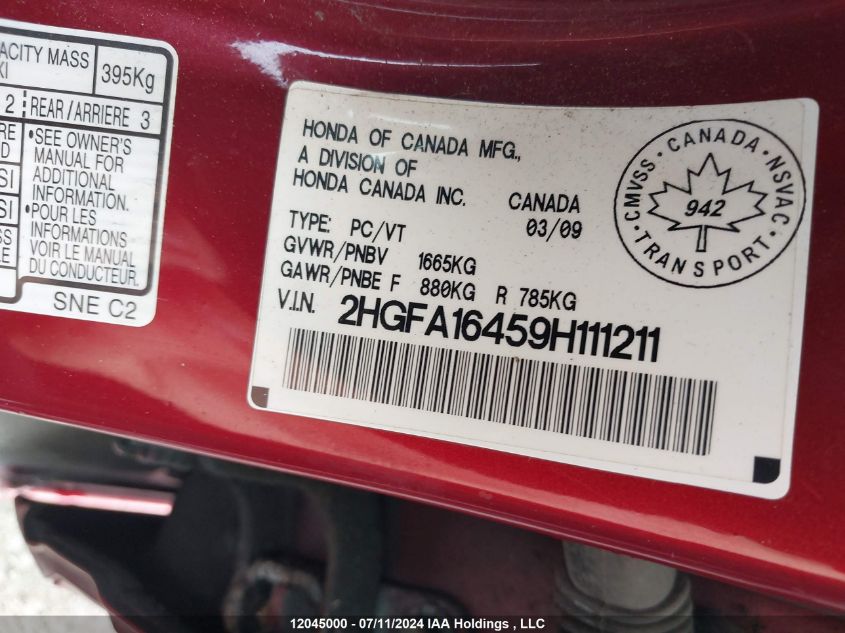 ACITY MASS
395Kg
2 REAR/ARRIERE 3
•SEE OWNER'S
MANUAL FOR
ADDITIONAL
INFORMATION.
•POUR LES
INFORMATIONS
VOIR LE MANUAL
DU CONDUCTEUR.
SNE C2
HONDA OF CANADA MFG.,
A DIVISION OF
HONDA CANADA INC. CANADA
03/09
TYPE: PC/VT
GVWR/PNBV 1665KG
GAWR/PNBE F 880KG R 785KG
V.I.N. 2HGFA16459H111211
CMVSS • CANADA • NSVAC • TRANSPORT •
942
12045000 - 07/11/2024 IAA Holdings , LLC